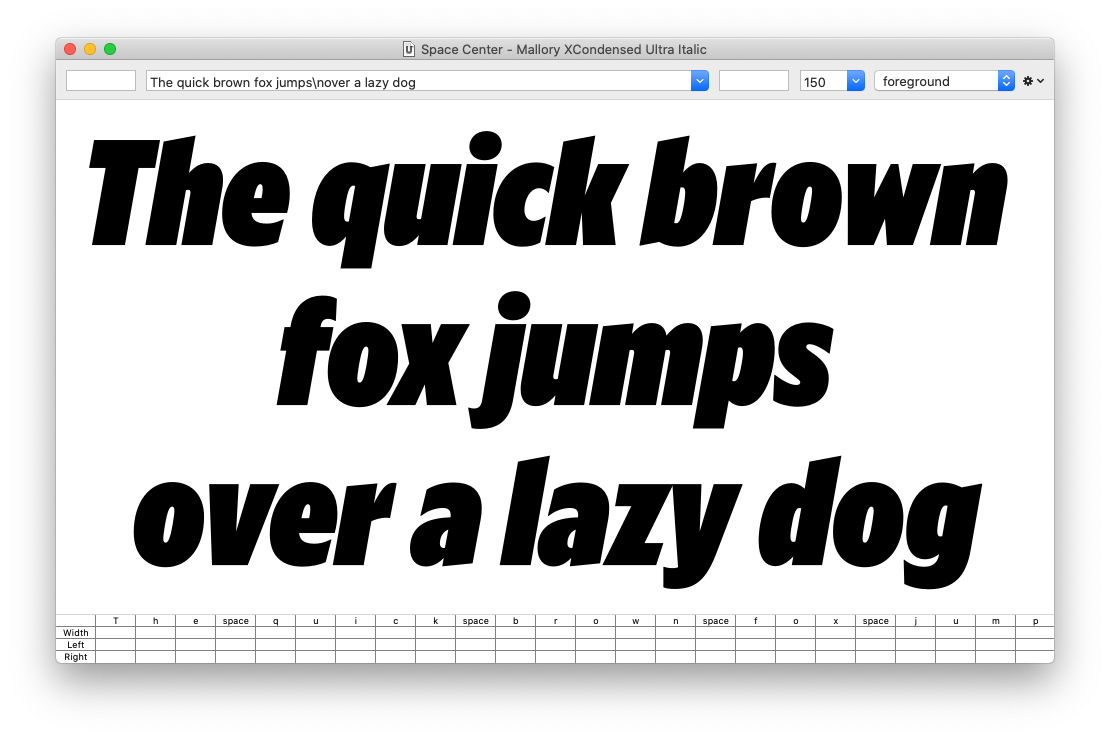 Space Center - Mallory XCondensed Ultra Italic
The quick brown fox jumps\nover a lazy dog 150 foreground
The quick brown
fox jumps
over a lazy dog
T h e space q u i c k space b r o w n space f o x space j u m p
Width
Left
Right